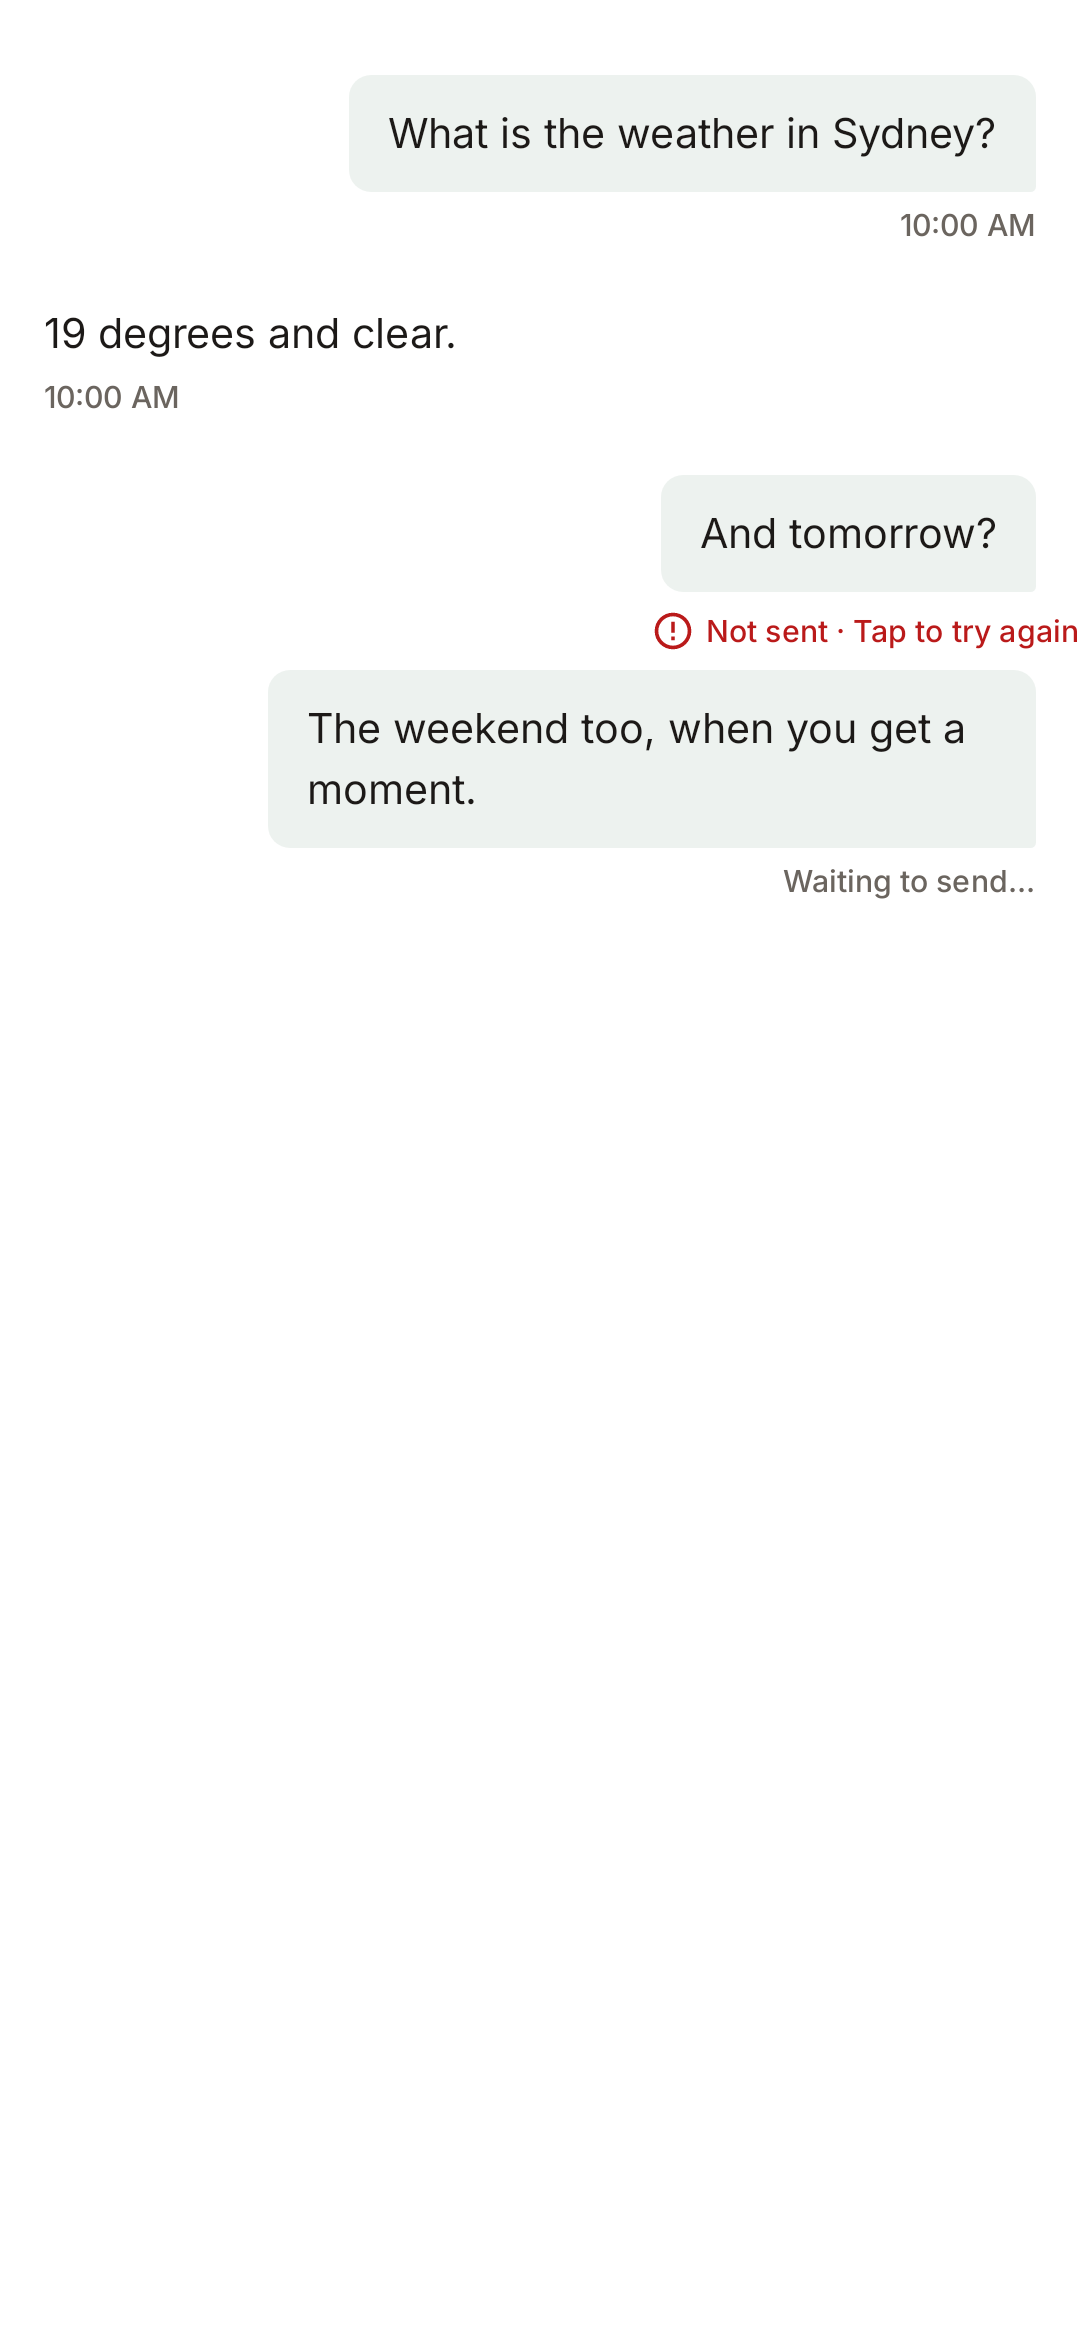 What is the weather in Sydney?
10:00 AM
19 degrees and clear.
10:00 AM
And tomorrow?
Not sent · Tap to try again
The weekend too, when you get a
moment.
Waiting to send...